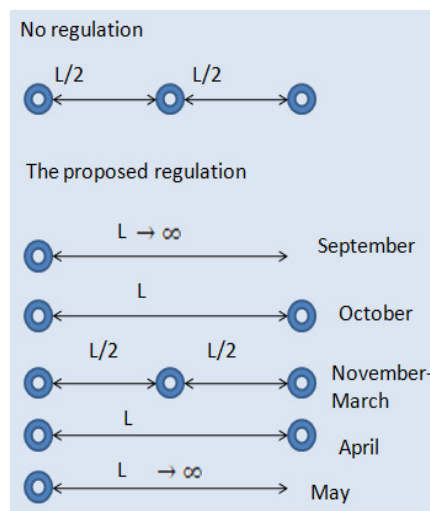 No regulation
L/2 L/2
The proposed regulation
L → ∞
September
L
October
L/2 L/2
November-
March
L
April
L → ∞
May